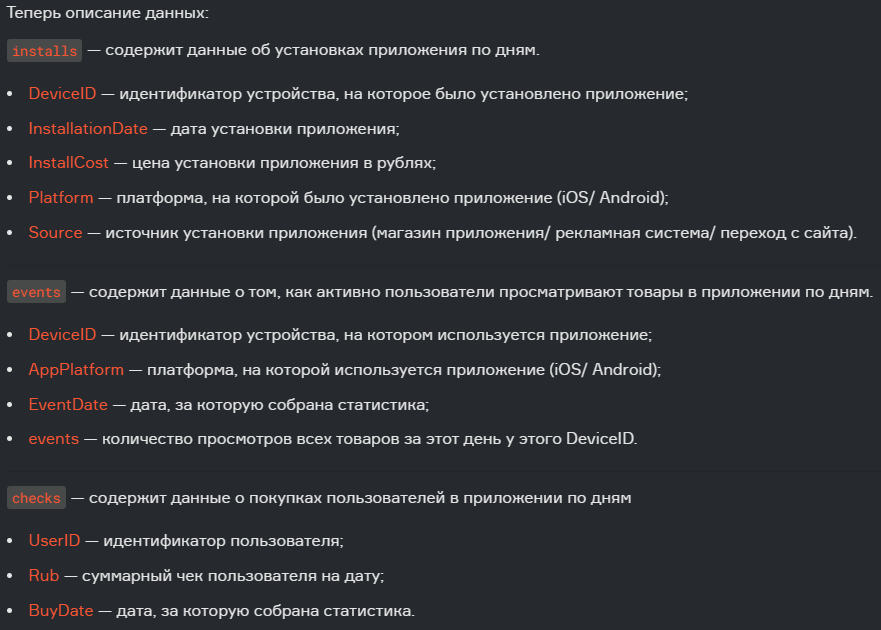 Теперь описание данных:
installs — содержит данные об установках приложения по дням.
• DeviceID — идентификатор устройства, на которое было установлено приложение;
• InstallationDate — дата установки приложения;
• InstallCost — цена установки приложения в рублях;
• Platform — платформа, на которой было установлено приложение (iOS/ Android);
• Source — источник установки приложения (магазин приложения/ рекламная система/ переход с сайта).
events — содержит данные о том, как активно пользователи просматривают товары в приложении по дням.
• DeviceID — идентификатор устройства, на котором используется приложение;
• AppPlatform — платформа, на которой используется приложение (iOS/ Android);
• EventDate — дата, за которую собрана статистика;
• events — количество просмотров всех товаров за этот день у этого DeviceID.
checks — содержит данные о покупках пользователей в приложении по дням
• UserID — идентификатор пользователя;
• Rub — суммарный чек пользователя на дату;
• BuyDate — дата, за которую собрана статистика.